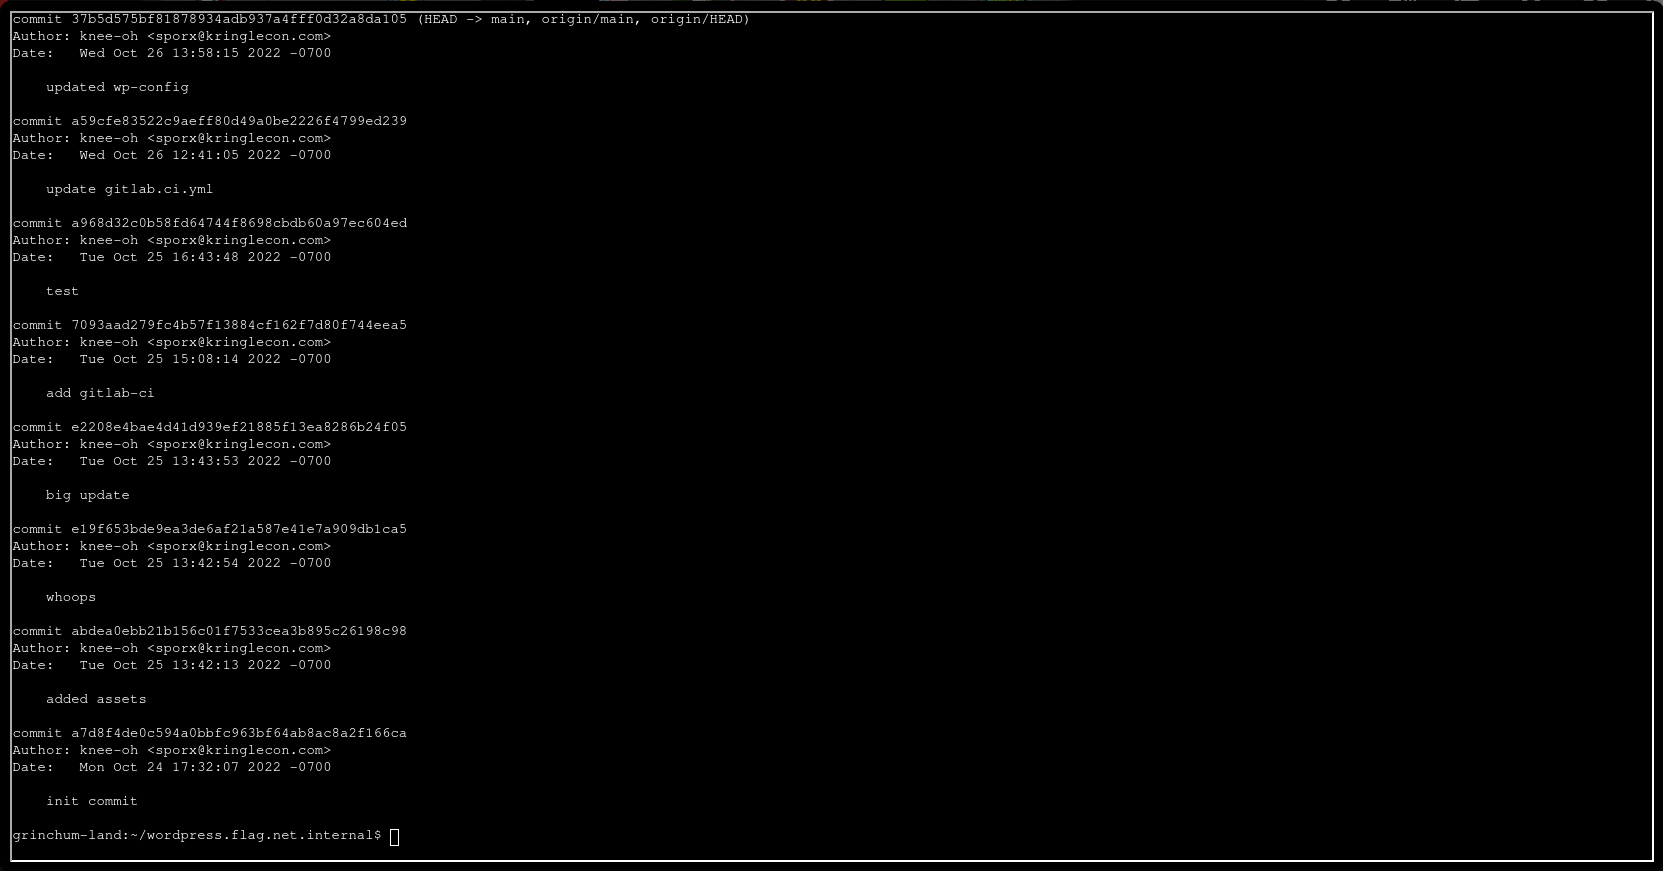 commit 37b5d575bf81878934adb937a4fff0d32a8da105 (HEAD -> main, origin/main, origin/HEAD)
Author: knee-oh <sporx@kringlecon.com>
Date:   Wed Oct 26 13:58:15 2022 -0700
    updated wp-config
commit a59cfe83522c9aeff80d49a0be2226f4799ed239
Author: knee-oh <sporx@kringlecon.com>
Date:   Wed Oct 26 12:41:05 2022 -0700
    update gitlab.ci.yml
commit a968d32c0b58fd64744f8698cbdb60a97ec604ed
Author: knee-oh <sporx@kringlecon.com>
Date:   Tue Oct 25 16:43:48 2022 -0700
    test
commit 7093aad279fc4b57f13884cf162f7d80f744eea5
Author: knee-oh <sporx@kringlecon.com>
Date:   Tue Oct 25 15:08:14 2022 -0700
    add gitlab-ci
commit e2208e4bae4d41d939ef21885f13ea8286b24f05
Author: knee-oh <sporx@kringlecon.com>
Date:   Tue Oct 25 13:43:53 2022 -0700
    big update
commit e19f653bde9ea3de6af21a587e41e7a909db1ca5
Author: knee-oh <sporx@kringlecon.com>
Date:   Tue Oct 25 13:42:54 2022 -0700
    whoops
commit abdea0ebb21b156c01f7533cea3b895c26198c98
Author: knee-oh <sporx@kringlecon.com>
Date:   Tue Oct 25 13:42:13 2022 -0700
    added assets
commit a7d8f4de0c594a0bbfc963bf64ab8ac8a2f166ca
Author: knee-oh <sporx@kringlecon.com>
Date:   Mon Oct 24 17:32:07 2022 -0700
    init commit
grinchum-land:~/wordpress.flag.net.internal$